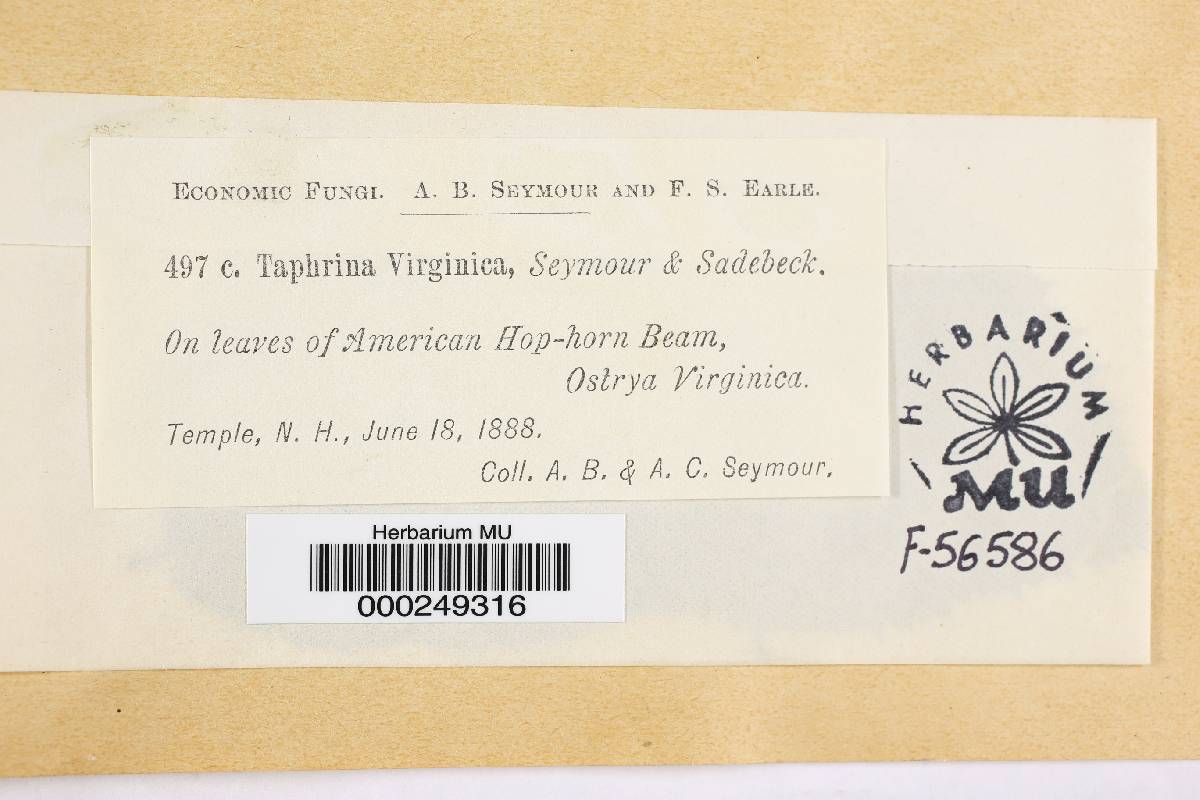 ECONOMIC FUNGI. A. B. SEYMOUR AND F. S. EARLE.
497 c. Taphrina Virginica, Seymour & Sadebeck.
On leaves of American Hop-horn Beam,
Ostrya Virginica.
Temple, N. H., June 18, 1888.
Coll. A. B. & A. C. Seymour.
HERBARIUM
MU
F-56586
Herbarium MU
000249316